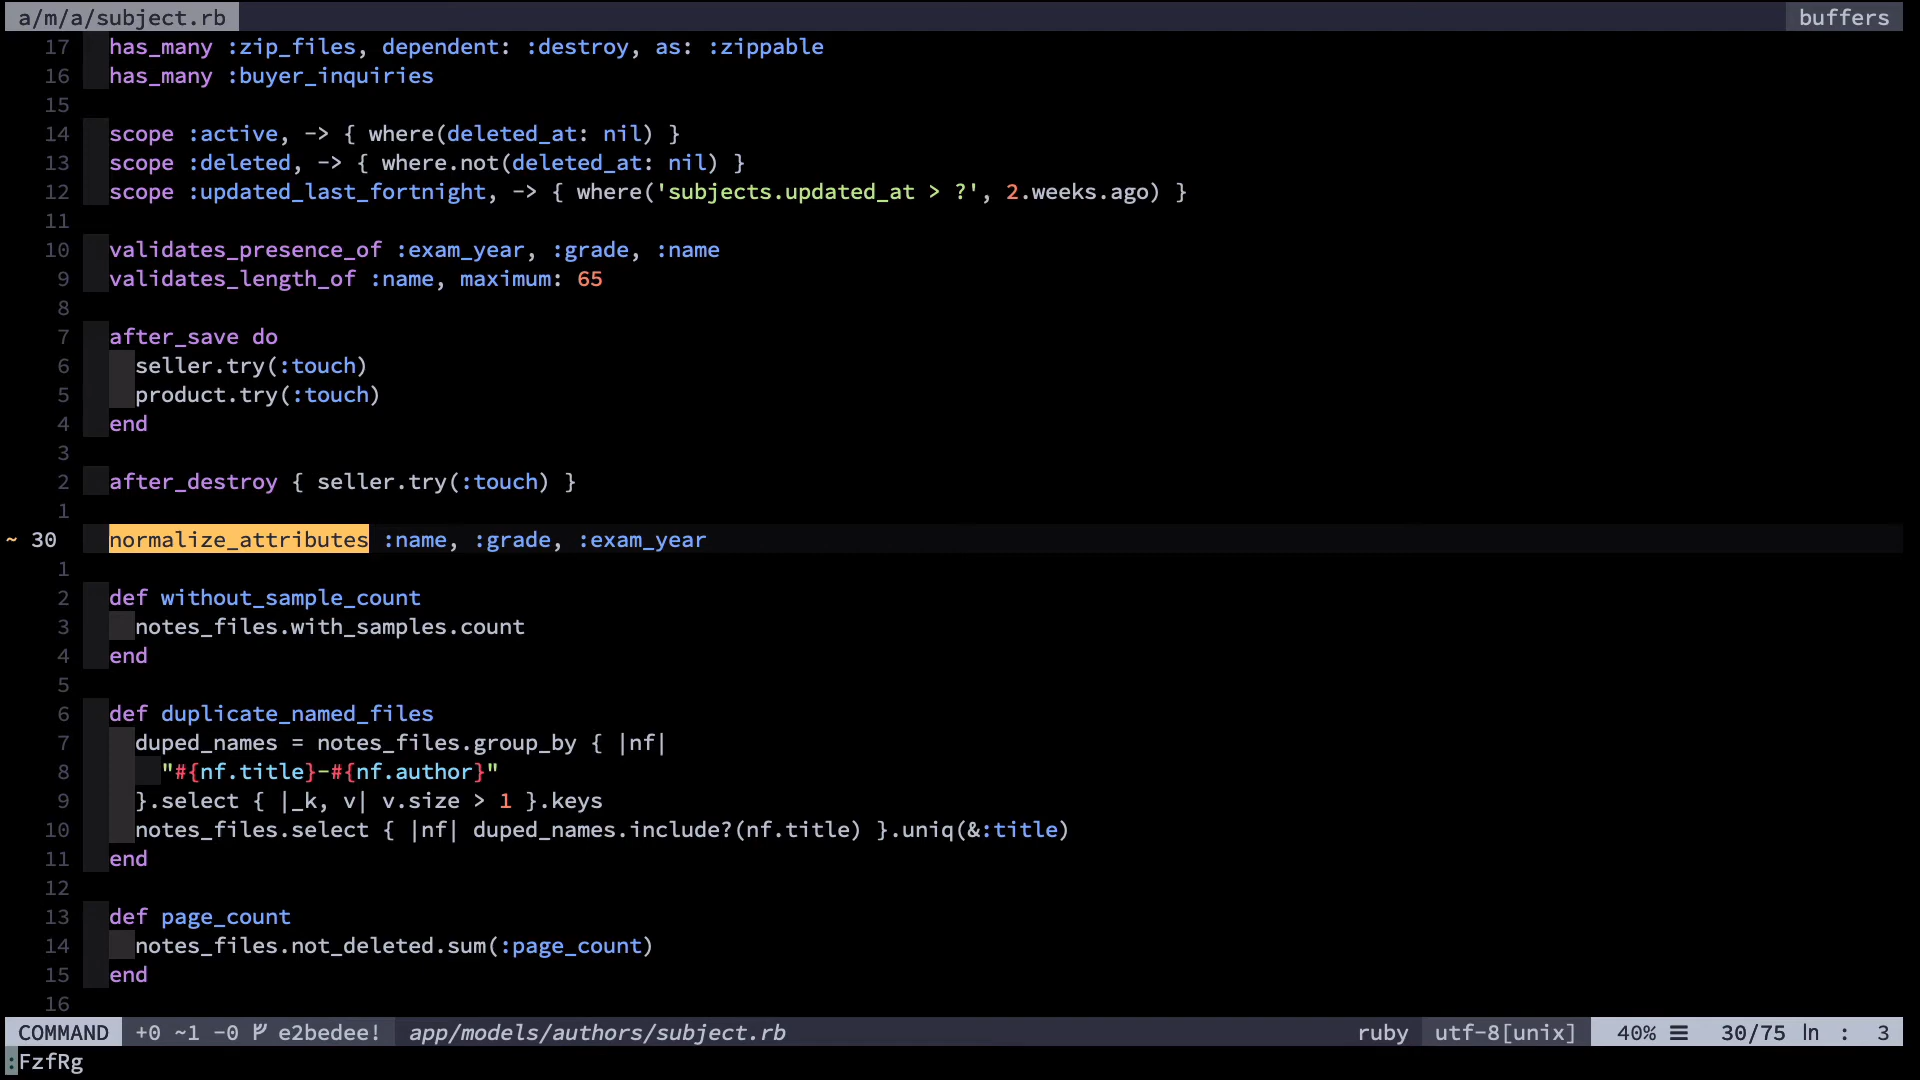 a/m/a/subject.rb buffers
17 has_many :zip_files, dependent: :destroy, as: :zippable
16 has_many :buyer_inquiries
15
14 scope :active, -> { where(deleted_at: nil) }
13 scope :deleted, -> { where.not(deleted_at: nil) }
12 scope :updated_last_fortnight, -> { where('subjects.updated_at > ?', 2.weeks.ago) }
11
10 validates_presence_of :exam_year, :grade, :name
9 validates_length_of :name, maximum: 65
8
7 after_save do
6 seller.try(:touch)
5 product.try(:touch)
4 end
3
2 after_destroy { seller.try(:touch) }
1
~ 30 normalize_attributes :name, :grade, :exam_year
1
2 def without_sample_count
3 notes_files.with_samples.count
4 end
5
6 def duplicate_named_files
7 duped_names = notes_files.group_by { |nf|
8 "#{nf.title}-#{nf.author}"
9 }.select { |_k, v| v.size > 1 }.keys
10 notes_files.select { |nf| duped_names.include?(nf.title) }.uniq(&:title)
11 end
12
13 def page_count
14 notes_files.not_deleted.sum(:page_count)
15 end
16
COMMAND +0 ~1 -0 e2bedee! app/models/authors/subject.rb ruby utf-8[unix] 40% ☰ 30/75 ln : 3
:FzfRg